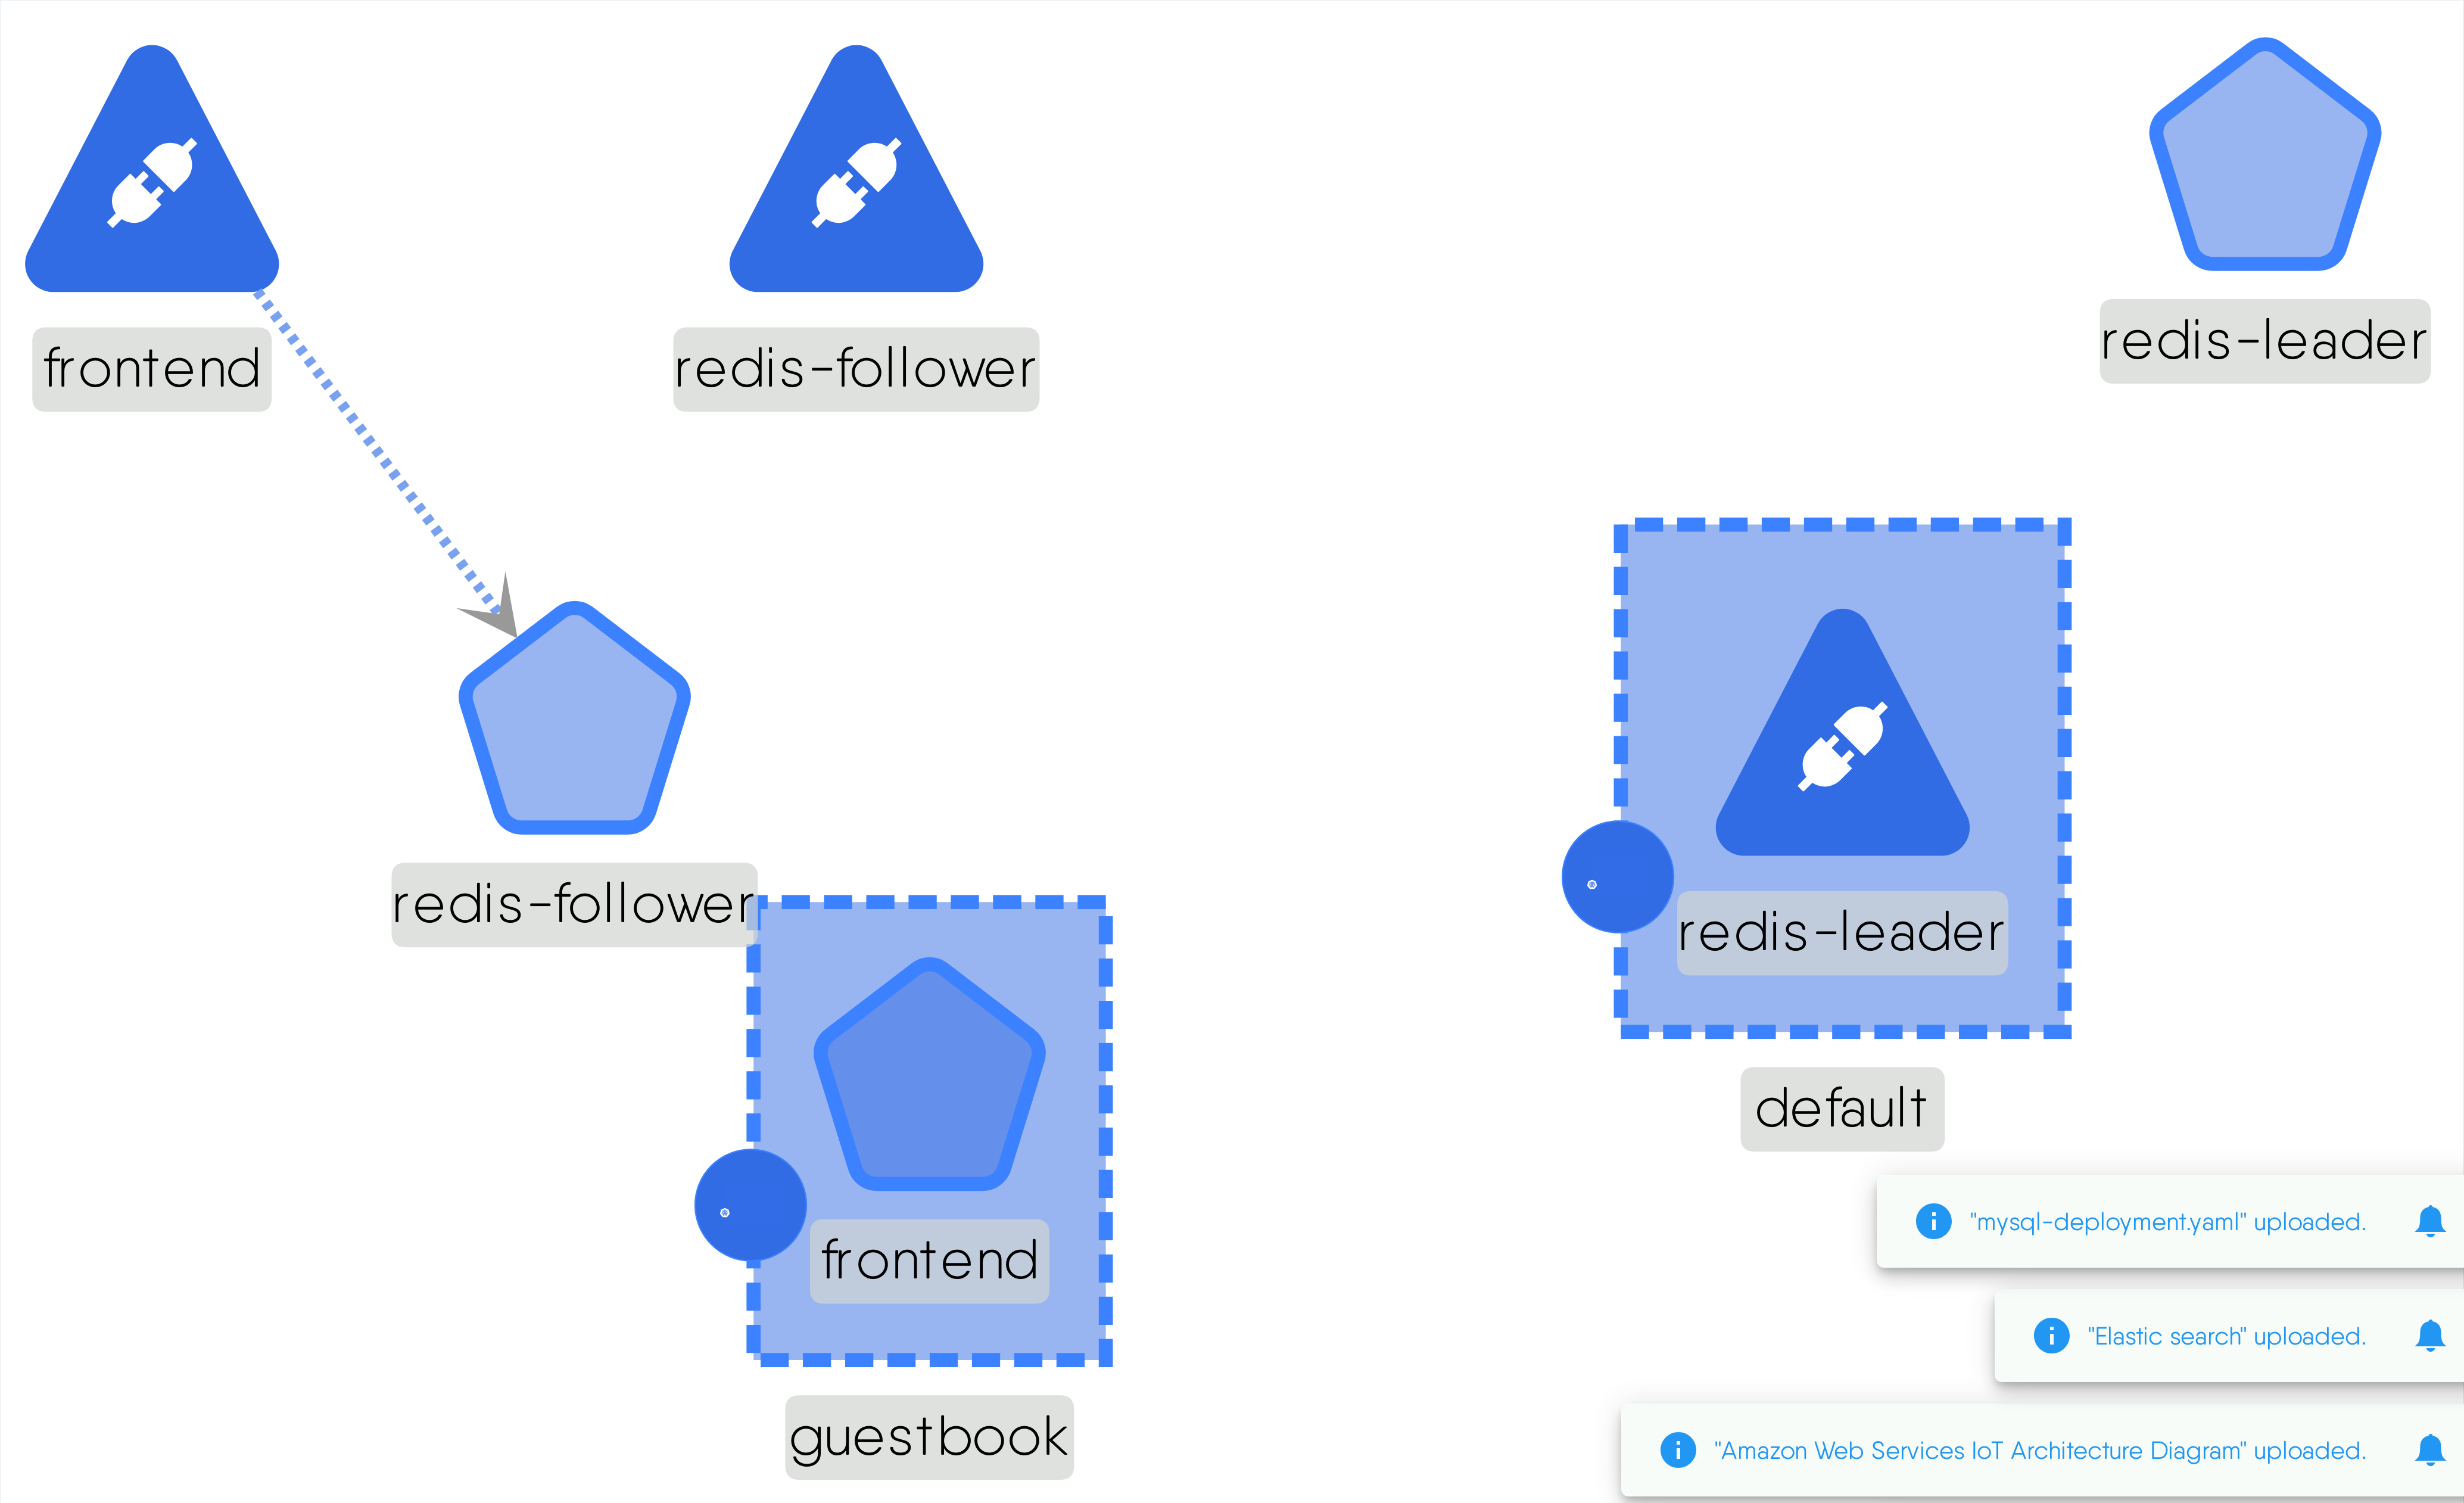 frontend
redis-follower
redis-leader
redis-follower
redis-leader
default
frontend
guestbook
"mysql-deployment.yaml" uploaded.
"Elastic search" uploaded.
"Amazon Web Services IoT Architecture Diagram" uploaded.